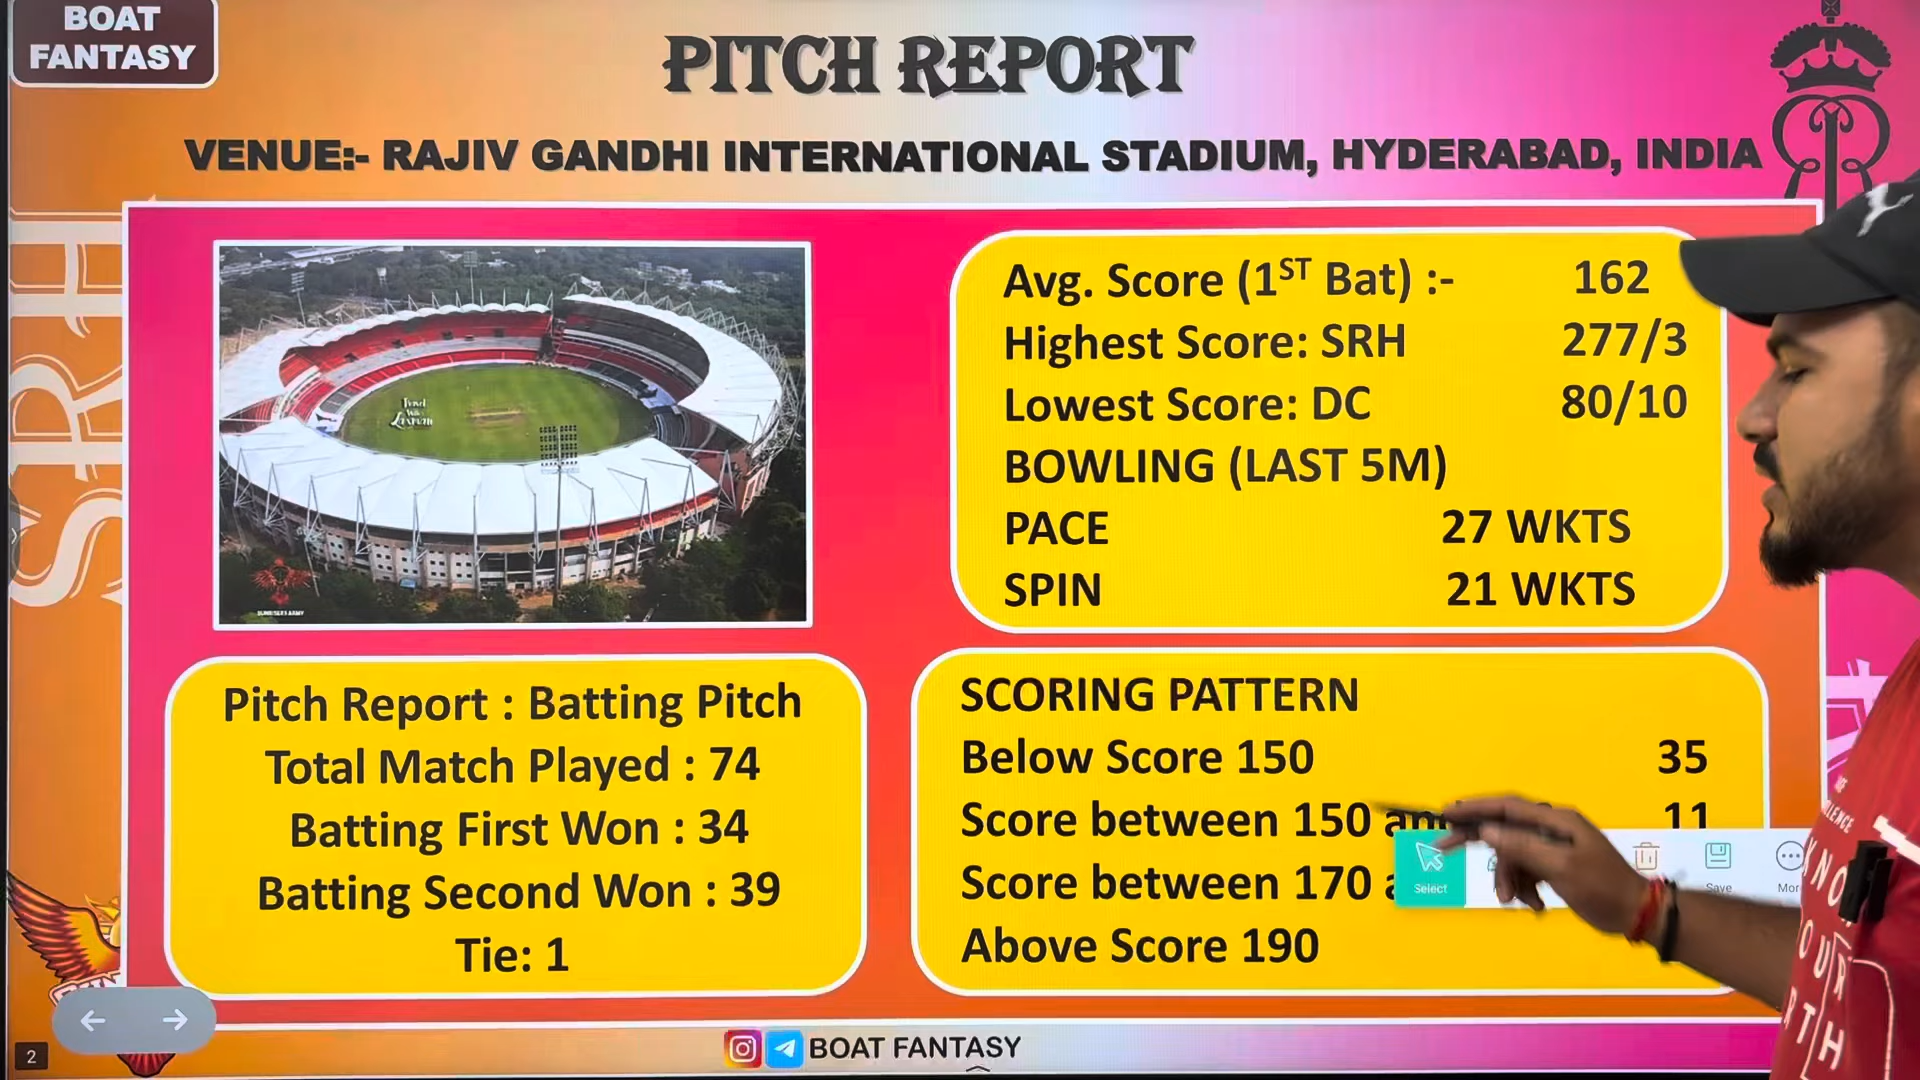 BOAT
FANTASY
PITCH REPORT
VENUE:- RAJIV GANDHI INTERNATIONAL STADIUM, HYDERABAD, INDIA
SRH
Avg. Score (1ST Bat) :- 162
Highest Score: SRH 277/3
Lowest Score: DC 80/10
BOWLING (LAST 5M)
PACE 27 WKTS
SPIN 21 WKTS
Pitch Report : Batting Pitch
Total Match Played : 74
Batting First Won : 34
Batting Second Won : 39
Tie: 1
SCORING PATTERN
Below Score 150 35
Score between 150 11
Score between 170
Above Score 190
Select
Save
BOAT FANTASY
2